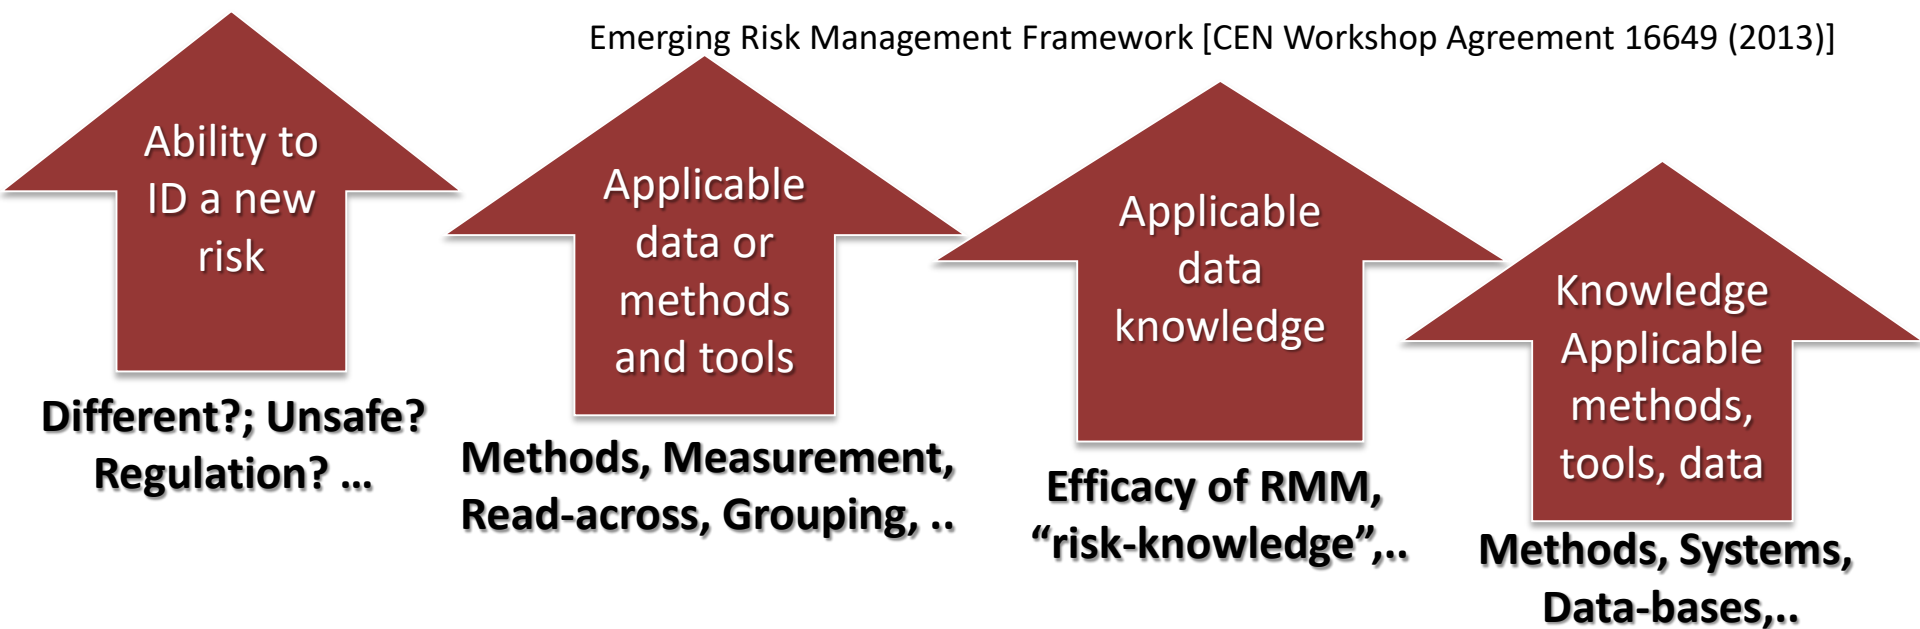 Emerging Risk Management Framework [CEN Workshop Agreement 16649 (2013)]
Ability to
ID a new
risk
Different?; Unsafe?
Regulation? ...
Applicable
data or
methods
and tools
Methods, Measurement,
Read-across, Grouping, ..
Applicable
data
knowledge
Efficacy of RMM,
“risk-knowledge”,..
Knowledge
Applicable
methods,
tools, data
Methods, Systems,
Data-bases,..